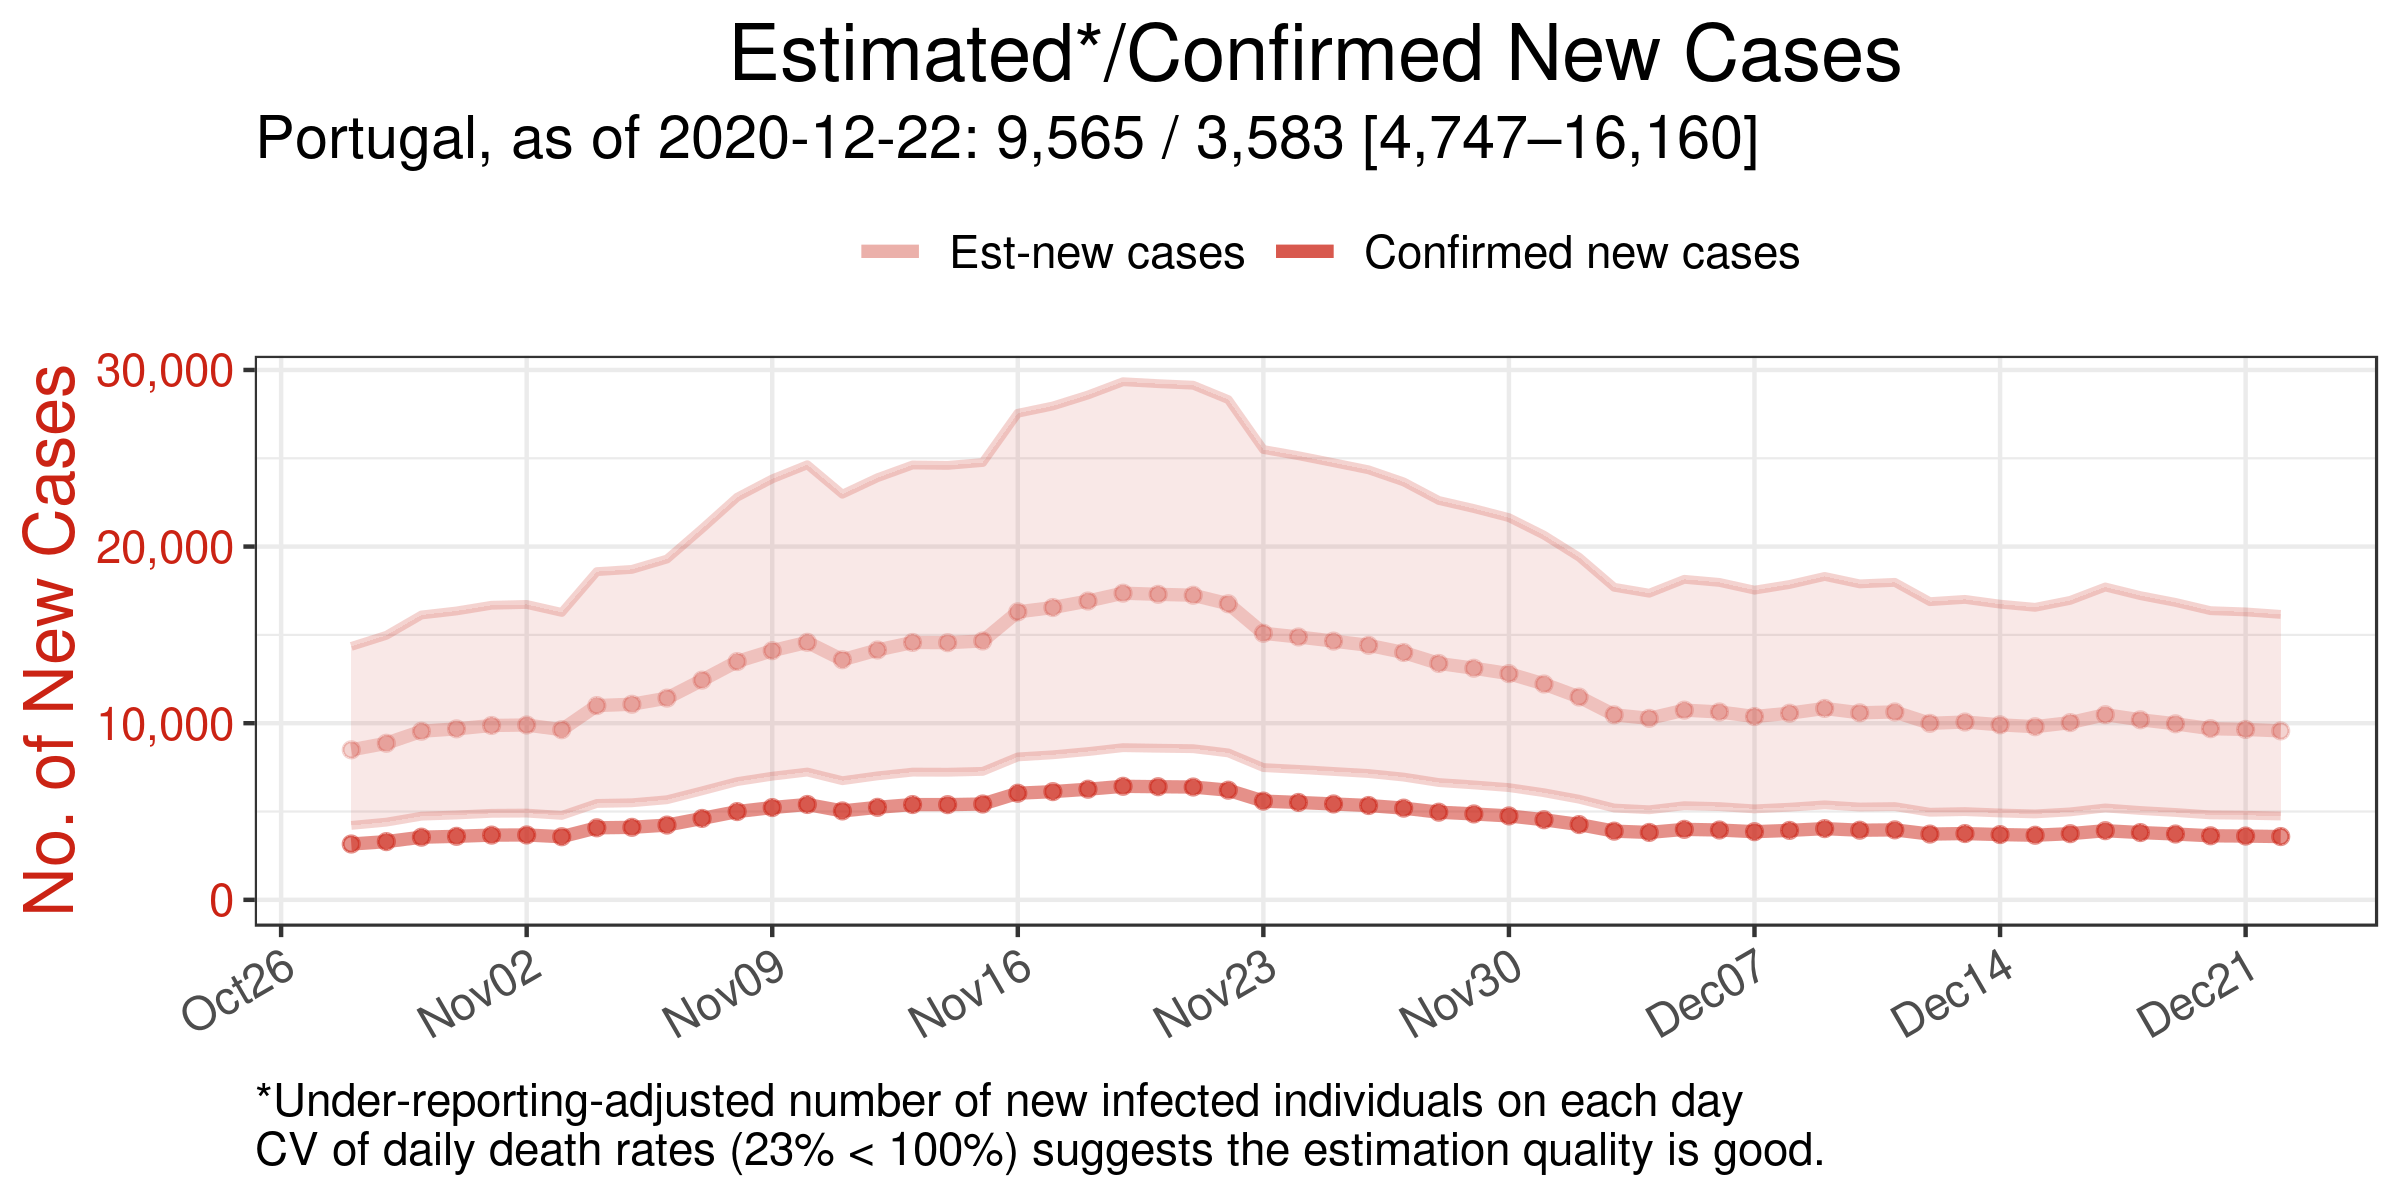 Estimated*/Confirmed New Cases
Portugal, as of 2020-12-22: 9,565 / 3,583 [4,747–16,160]
Est-new cases
Confirmed new cases
No. of New Cases
30,000
20,000
10,000
0
Oct26
Nov02
Nov09
Nov16
Nov23
Nov30
Dec07
Dec14
Dec21
*Under-reporting-adjusted number of new infected individuals on each day
CV of daily death rates (23% < 100%) suggests the estimation quality is good.